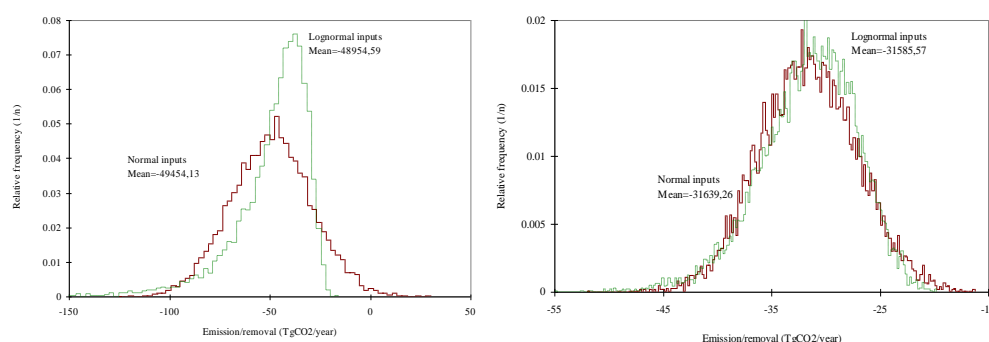 0.08
0.07
0.06
0.05
0.04
0.03
0.02
0.01
0
Relative frequency (1/n)
Lognormal inputs
Mean=-48954,59
Normal inputs
Mean=-49454,13
-150
-100
-50
0
50
Emission/removal (TgCO2/year)
0.02
0.015
0.01
0.005
0
Relative frequency (1/n)
Lognormal inputs
Mean=-31585,57
Normal inputs
Mean=-31639,26
-55
-45
-35
-25
-1
Emission/removal (TgCO2/year)